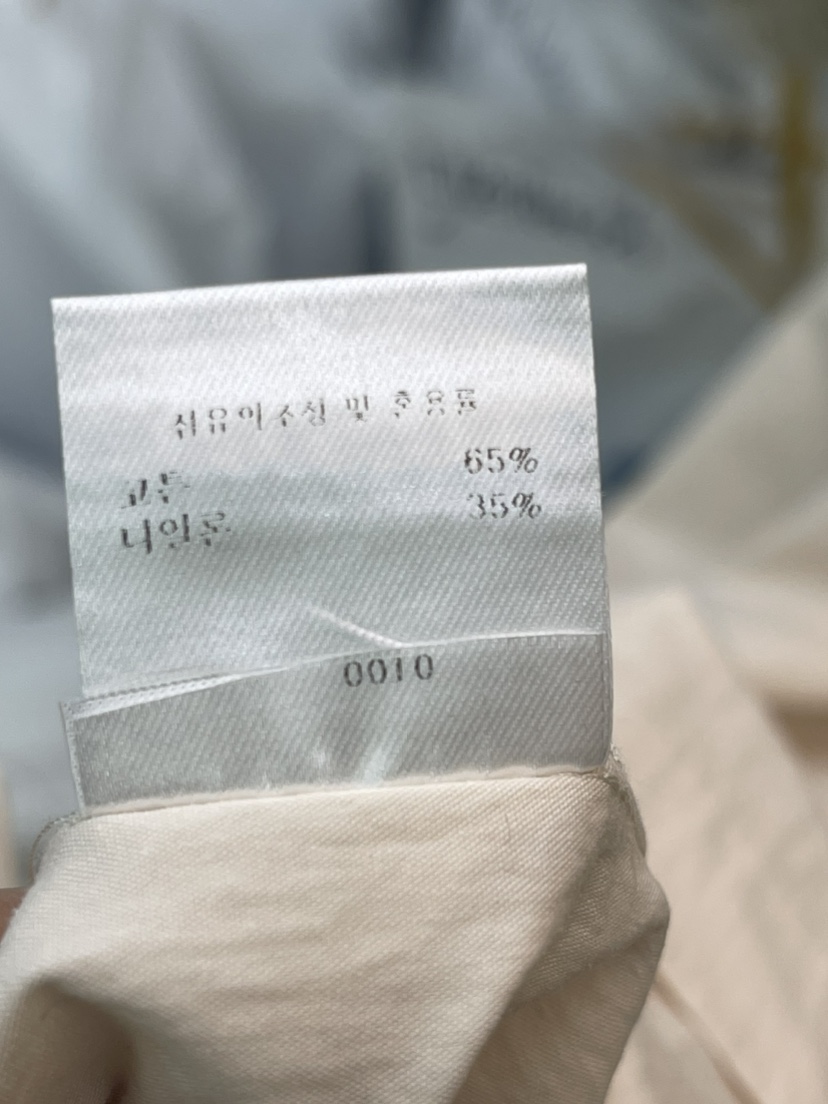 섬유의조성 및 혼용률
코튼 65%
나일론 35%
0010